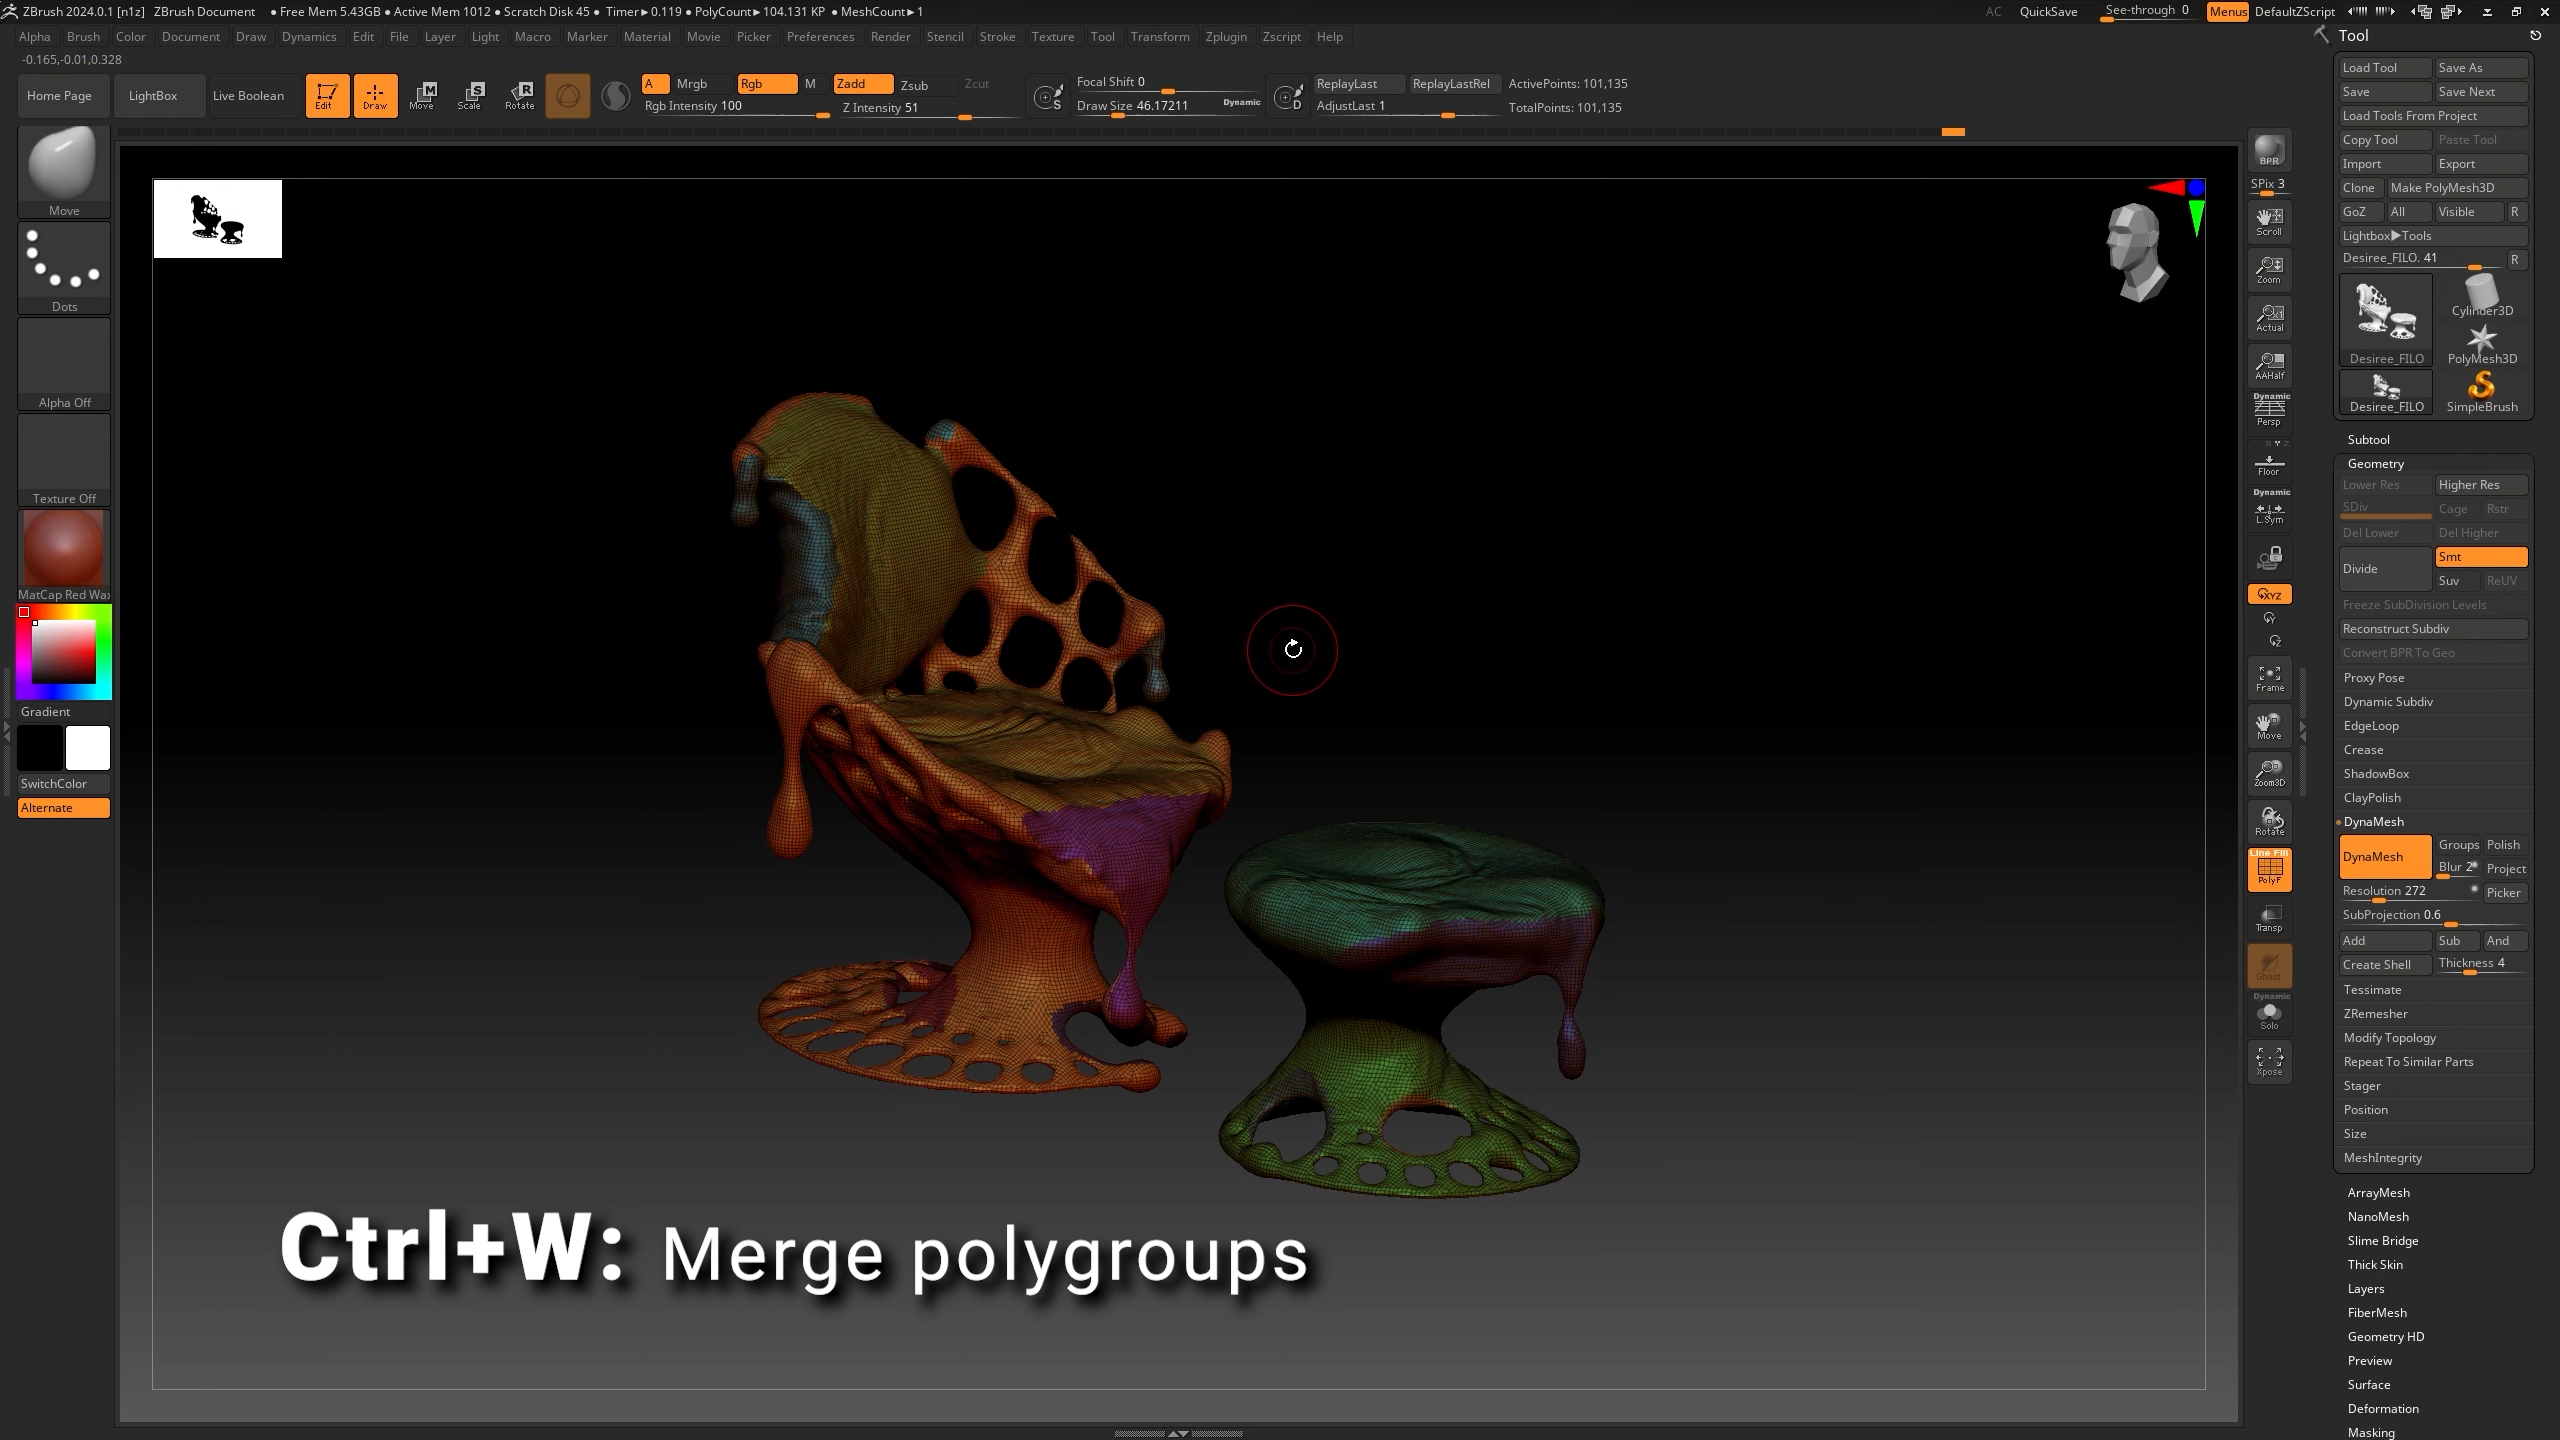 ZBrush 2024.0.1 [n1z] ZBrush Document ● Free Mem 5.43GB ● Active Mem 1012 ● Scratch Disk 45 ● Timer▸0.119 ● PolyCount▸104.131 KP ● MeshCount▸1 AC QuickSave See-through 0 Menus DefaultZScript
Alpha Brush Color Document Draw Dynamics Edit File Layer Light Macro Marker Material Movie Picker Preferences Render Stencil Stroke Texture Tool Transform Zplugin Zscript Help
-0.165,-0.01,0.328
Home Page LightBox Live Boolean Edit Draw Move Scale Rotate
A Mrgb Rgb M Zadd Zsub Zcut
Rgb Intensity 100 Z Intensity 51
Focal Shift 0
Draw Size 46.17211 Dynamic
ReplayLast ReplayLastRel ActivePoints: 101,135
AdjustLast 1 TotalPoints: 101,135
Move
Dots
Alpha Off
Texture Off
MatCap Red Wax
Gradient
SwitchColor
Alternate
Ctrl+W: Merge polygroups
BPR
SPix 3
Scroll
Zoom
Actual
AAHalf
Dynamic
Persp
Floor
Dynamic
L.Sym
XYZ
Frame
Move
Zoom3D
Rotate
Line Fill
PolyF
Transp
Ghost
Dynamic
Solo
Xpose
Tool
Load Tool Save As
Save Save Next
Load Tools From Project
Copy Tool Paste Tool
Import Export
Clone Make PolyMesh3D
GoZ All Visible R
Lightbox▶Tools
Desiree_FILO. 41 R
Cylinder3D
Desiree_FILO PolyMesh3D
Desiree_FILO SimpleBrush
Subtool
Geometry
Lower Res Higher Res
SDiv Cage Rstr
Del Lower Del Higher
Divide Smt
Suv ReUV
Freeze SubDivision Levels
Reconstruct Subdiv
Convert BPR To Geo
Proxy Pose
Dynamic Subdiv
EdgeLoop
Crease
ShadowBox
ClayPolish
DynaMesh
DynaMesh Groups Polish
Blur 2 Project
Resolution 272 Picker
SubProjection 0.6
Add Sub And
Create Shell Thickness 4
Tessimate
ZRemesher
Modify Topology
Repeat To Similar Parts
Stager
Position
Size
MeshIntegrity
ArrayMesh
NanoMesh
Slime Bridge
Thick Skin
Layers
FiberMesh
Geometry HD
Preview
Surface
Deformation
Masking